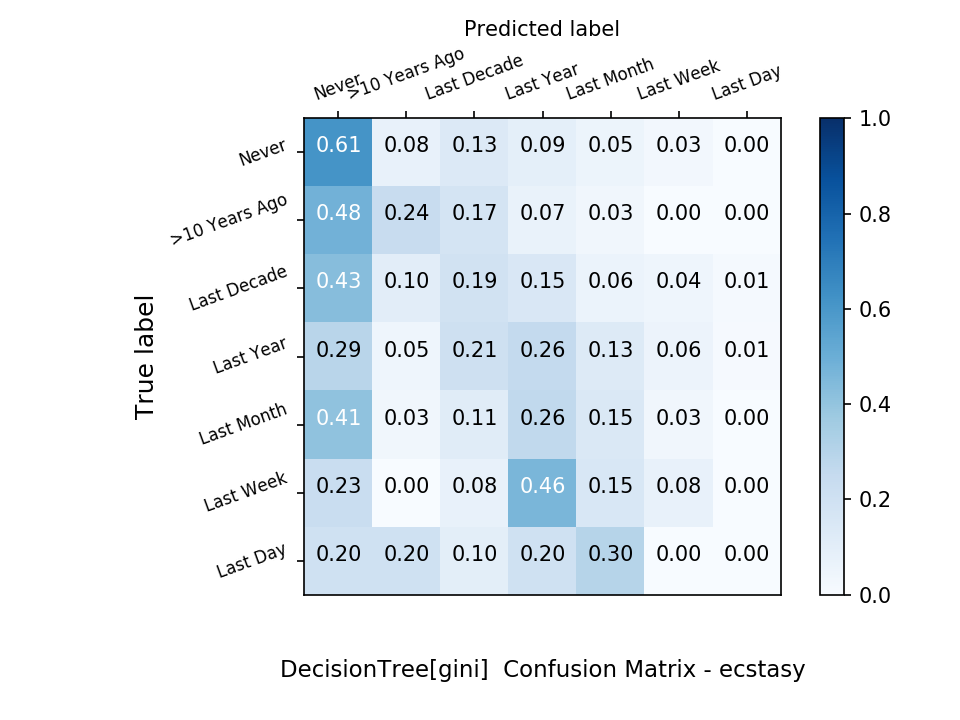 Predicted label
Never >10 Years Ago Last Decade Last Year Last Month Last Week Last Day
Never 0.61 0.08 0.13 0.09 0.05 0.03 0.00
>10 Years Ago 0.48 0.24 0.17 0.07 0.03 0.00 0.00
Last Decade 0.43 0.10 0.19 0.15 0.06 0.04 0.01
Last Year 0.29 0.05 0.21 0.26 0.13 0.06 0.01
Last Month 0.41 0.03 0.11 0.26 0.15 0.03 0.00
Last Week 0.23 0.00 0.08 0.46 0.15 0.08 0.00
Last Day 0.20 0.20 0.10 0.20 0.30 0.00 0.00
True label
1.0
0.8
0.6
0.4
0.2
0.0
DecisionTree[gini]  Confusion Matrix - ecstasy